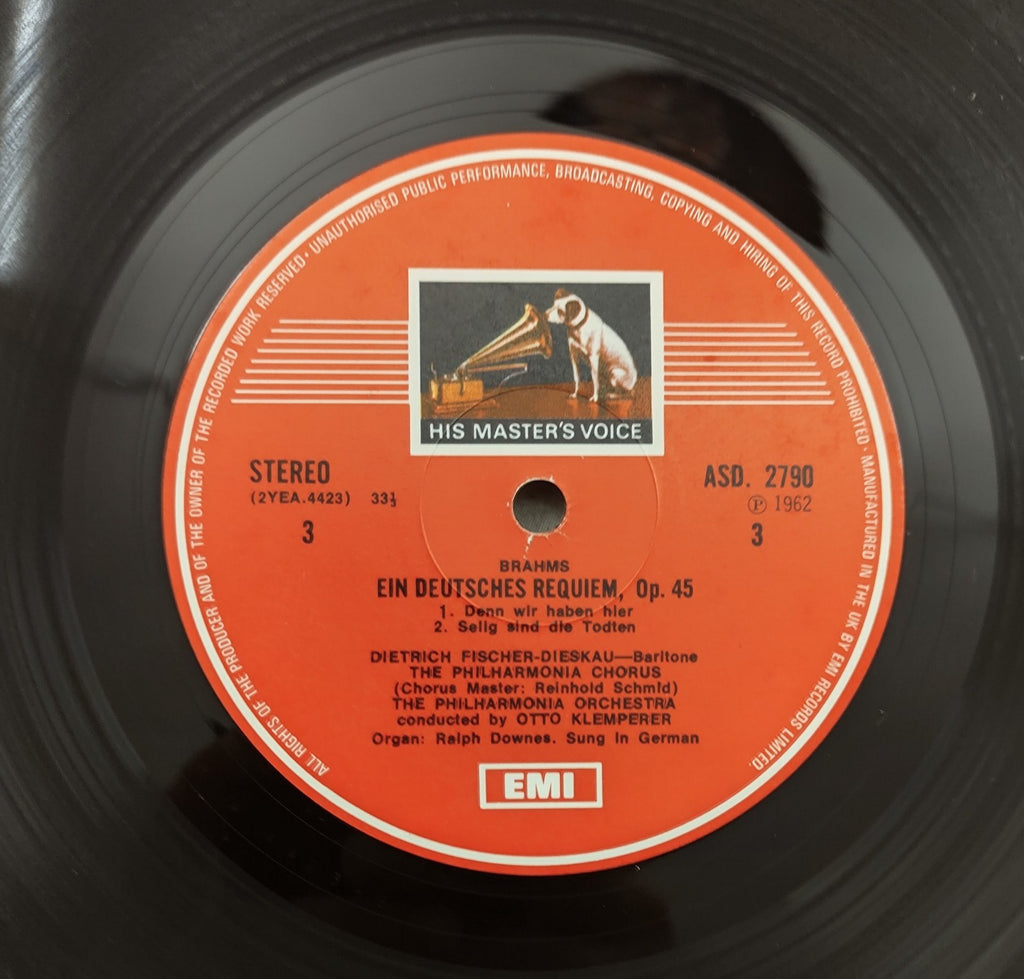 ALL RIGHTS OF THE PRODUCER AND OF THE OWNER OF THE RECORDED WORK RESERVED · UNAUTHORISED PUBLIC PERFORMANCE, BROADCASTING, COPYING AND HIRING OF THIS RECORD PROHIBITED · MANUFACTURED IN THE UK BY EMI RECORDS LIMITED.
HIS MASTER'S VOICE
STEREO
(2YEA.4423) 33⅓
3
ASD. 2790
℗ 1962
3
BRAHMS
EIN DEUTSCHES REQUIEM, Op. 45
1. Denn wir haben hier
2. Selig sind die Todten
DIETRICH FISCHER-DIESKAU—Baritone
THE PHILHARMONIA CHORUS
(Chorus Master: Reinhold Schmid)
THE PHILHARMONIA ORCHESTRA
conducted by OTTO KLEMPERER
Organ: Ralph Downes. Sung in German
EMI